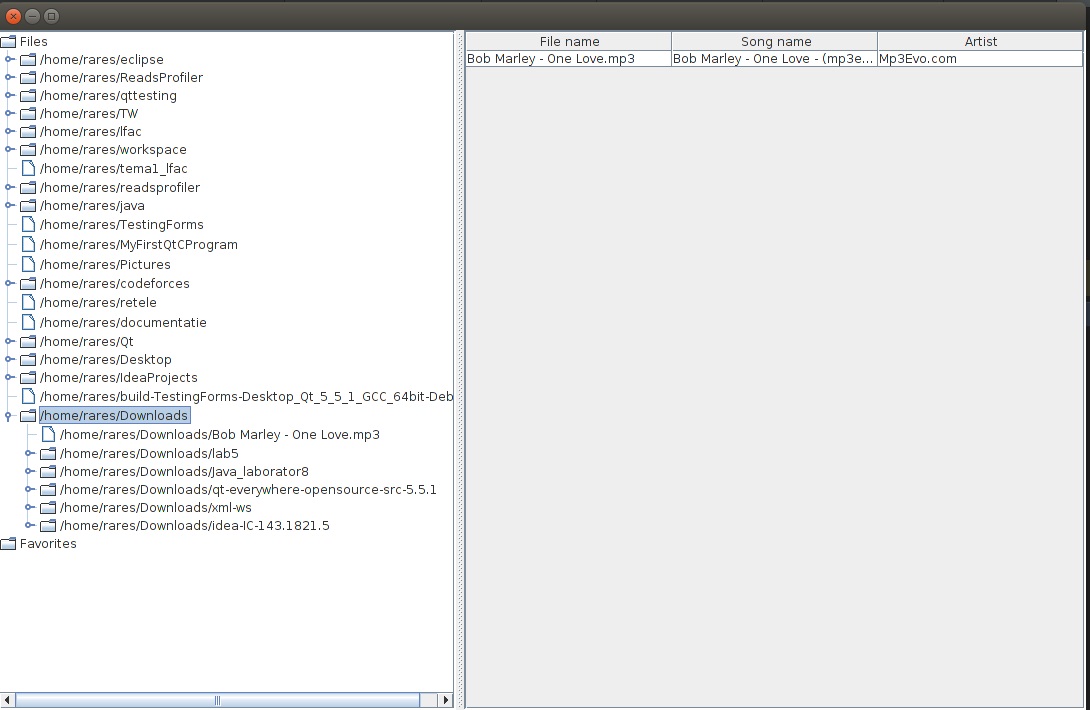 Files
/home/rares/eclipse
/home/rares/ReadsProfiler
/home/rares/qttesting
/home/rares/TW
/home/rares/lfac
/home/rares/workspace
/home/rares/tema1_lfac
/home/rares/readsprofiler
/home/rares/java
/home/rares/TestingForms
/home/rares/MyFirstQtCProgram
/home/rares/Pictures
/home/rares/codeforces
/home/rares/retele
/home/rares/documentatie
/home/rares/Qt
/home/rares/Desktop
/home/rares/IdeaProjects
/home/rares/build-TestingForms-Desktop_Qt_5_5_1_GCC_64bit-Deb
/home/rares/Downloads
/home/rares/Downloads/Bob Marley - One Love.mp3
/home/rares/Downloads/lab5
/home/rares/Downloads/Java_laborator8
/home/rares/Downloads/qt-everywhere-opensource-src-5.5.1
/home/rares/Downloads/xml-ws
/home/rares/Downloads/idea-IC-143.1821.5
Favorites
File name Song name Artist
Bob Marley - One Love.mp3 Bob Marley - One Love - (mp3e... Mp3Evo.com